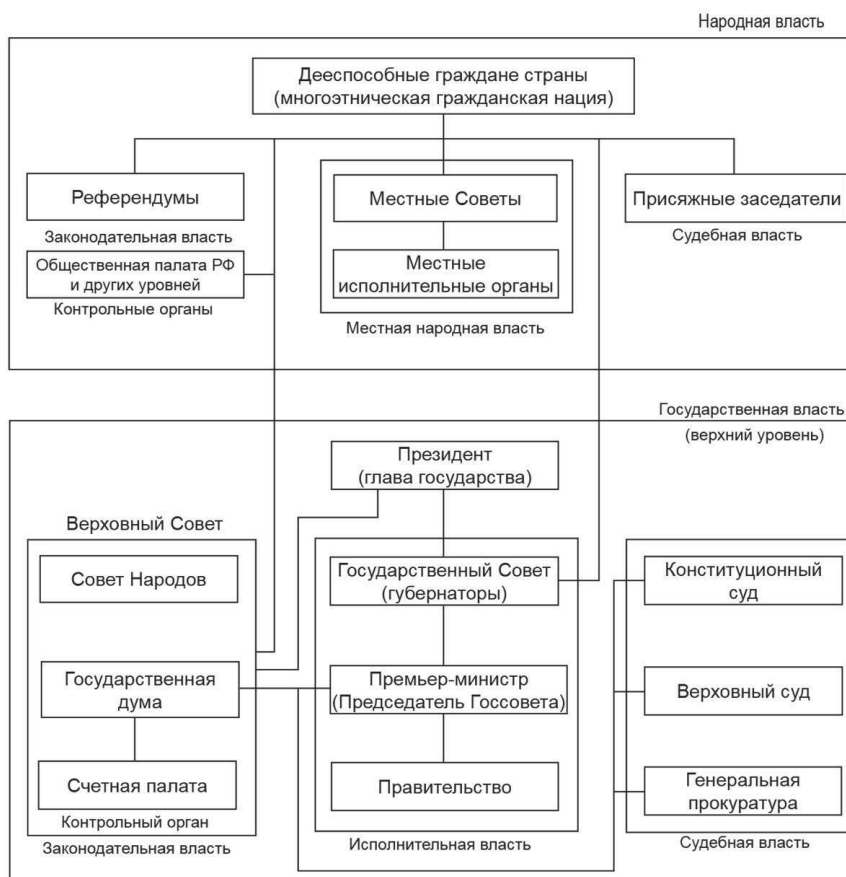 Народная власть
Дееспособные граждане страны
(многоэтническая гражданская нация)
Референдумы
Законодательная власть
Общественная палата РФ
и других уровней
Контрольные органы
Местные Советы
Местные
исполнительные органы
Местная народная власть
Присяжные заседатели
Судебная власть
Государственная власть
(верхний уровень)
Президент
(глава государства)
Верховный Совет
Совет Народов
Государственная
дума
Счетная палата
Контрольный орган
Законодательная власть
Государственный Совет
(губернаторы)
Премьер-министр
(Председатель Госсовета)
Правительство
Исполнительная власть
Конституционный
суд
Верховный суд
Генеральная
прокуратура
Судебная власть